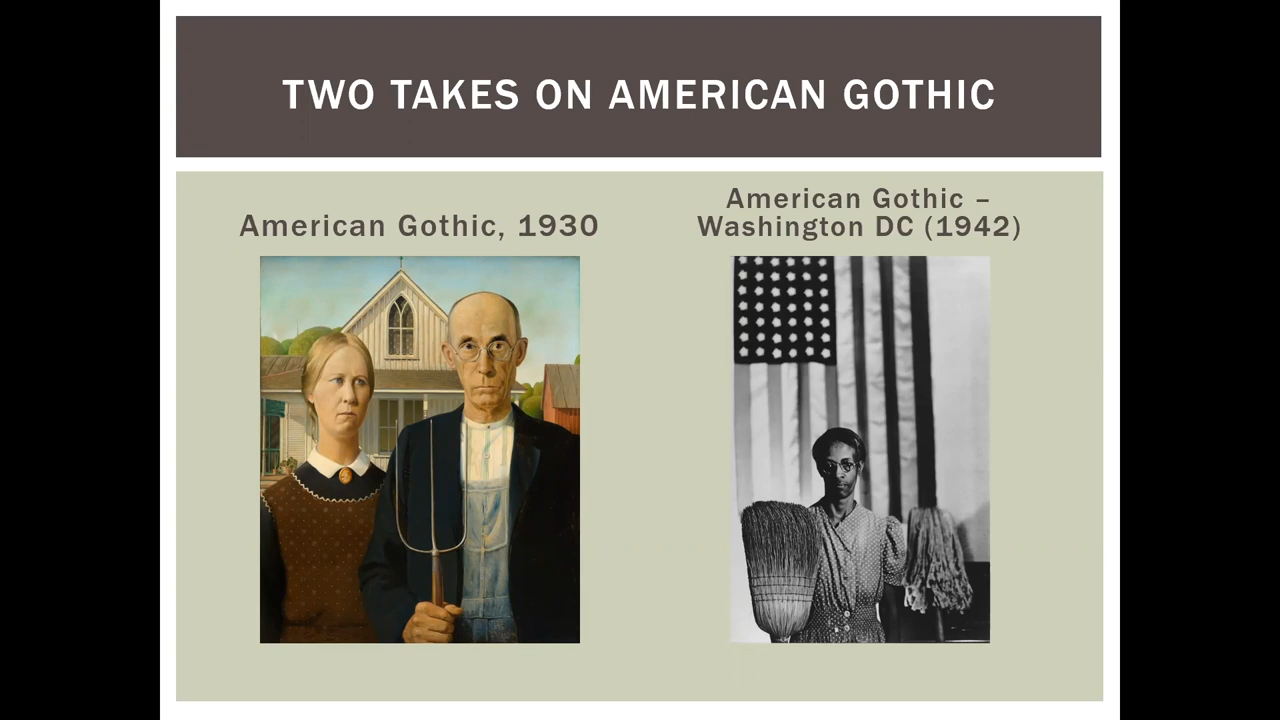 TWO TAKES ON AMERICAN GOTHIC
American Gothic, 1930
American Gothic –
Washington DC (1942)